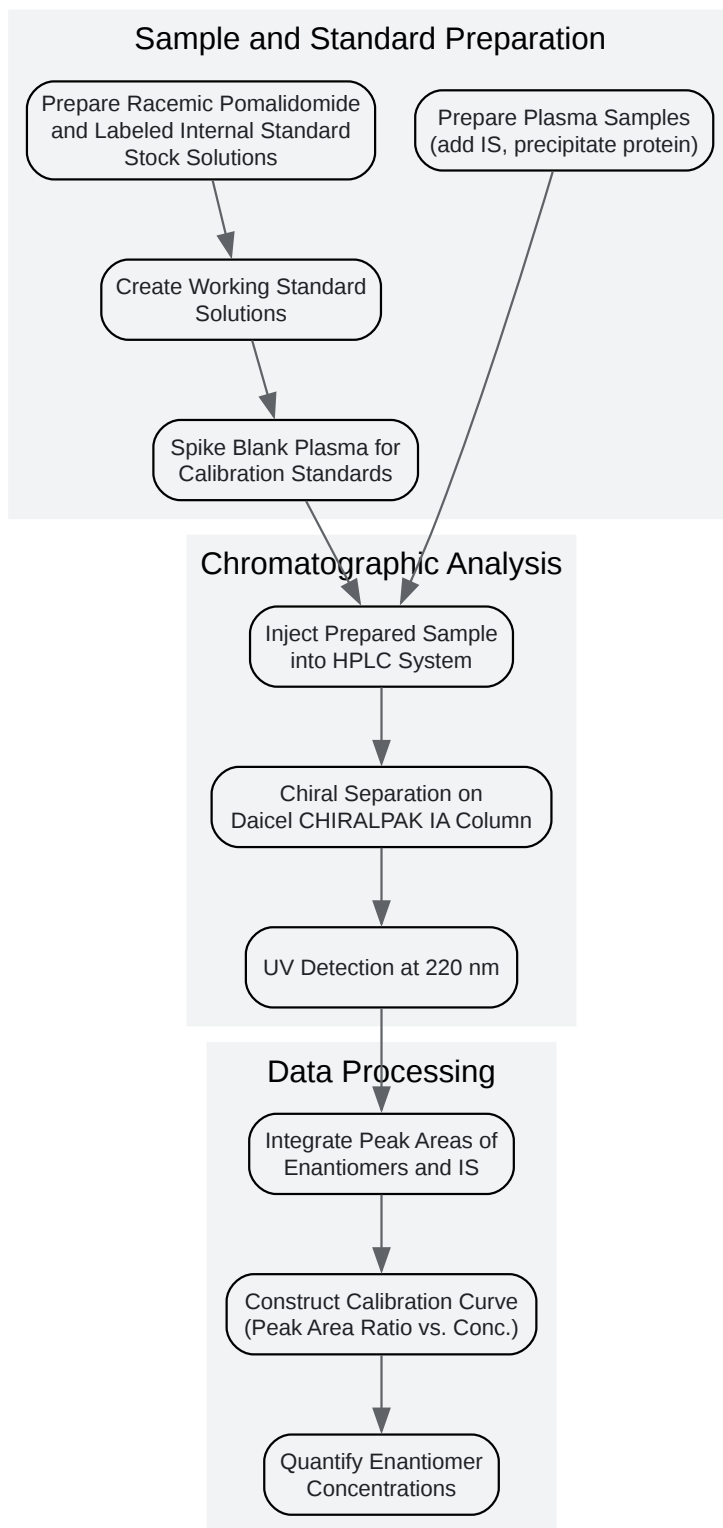 Sample and Standard Preparation
Prepare Racemic Pomalidomide
and Labeled Internal Standard
Stock Solutions
Prepare Plasma Samples
(add IS, precipitate protein)
Create Working Standard
Solutions
Spike Blank Plasma for
Calibration Standards
Chromatographic Analysis
Inject Prepared Sample
into HPLC System
Chiral Separation on
Daicel CHIRALPAK IA Column
UV Detection at 220 nm
Data Processing
Integrate Peak Areas of
Enantiomers and IS
Construct Calibration Curve
(Peak Area Ratio vs. Conc.)
Quantify Enantiomer
Concentrations